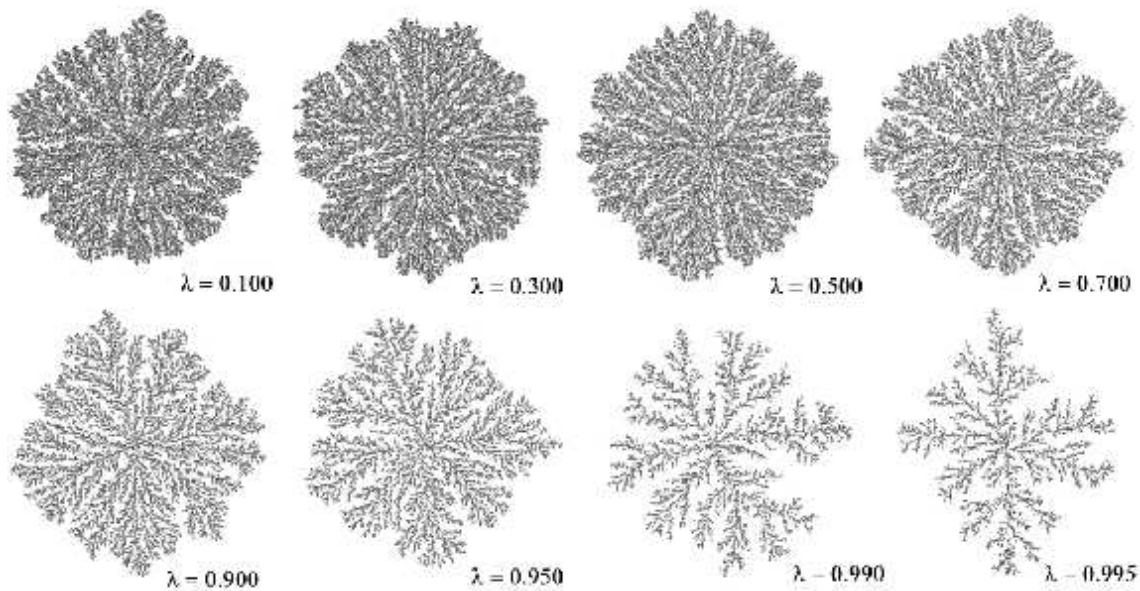 λ = 0.100
λ = 0.300
λ = 0.500
λ = 0.700
λ = 0.900
λ = 0.950
λ = 0.990
λ = 0.995